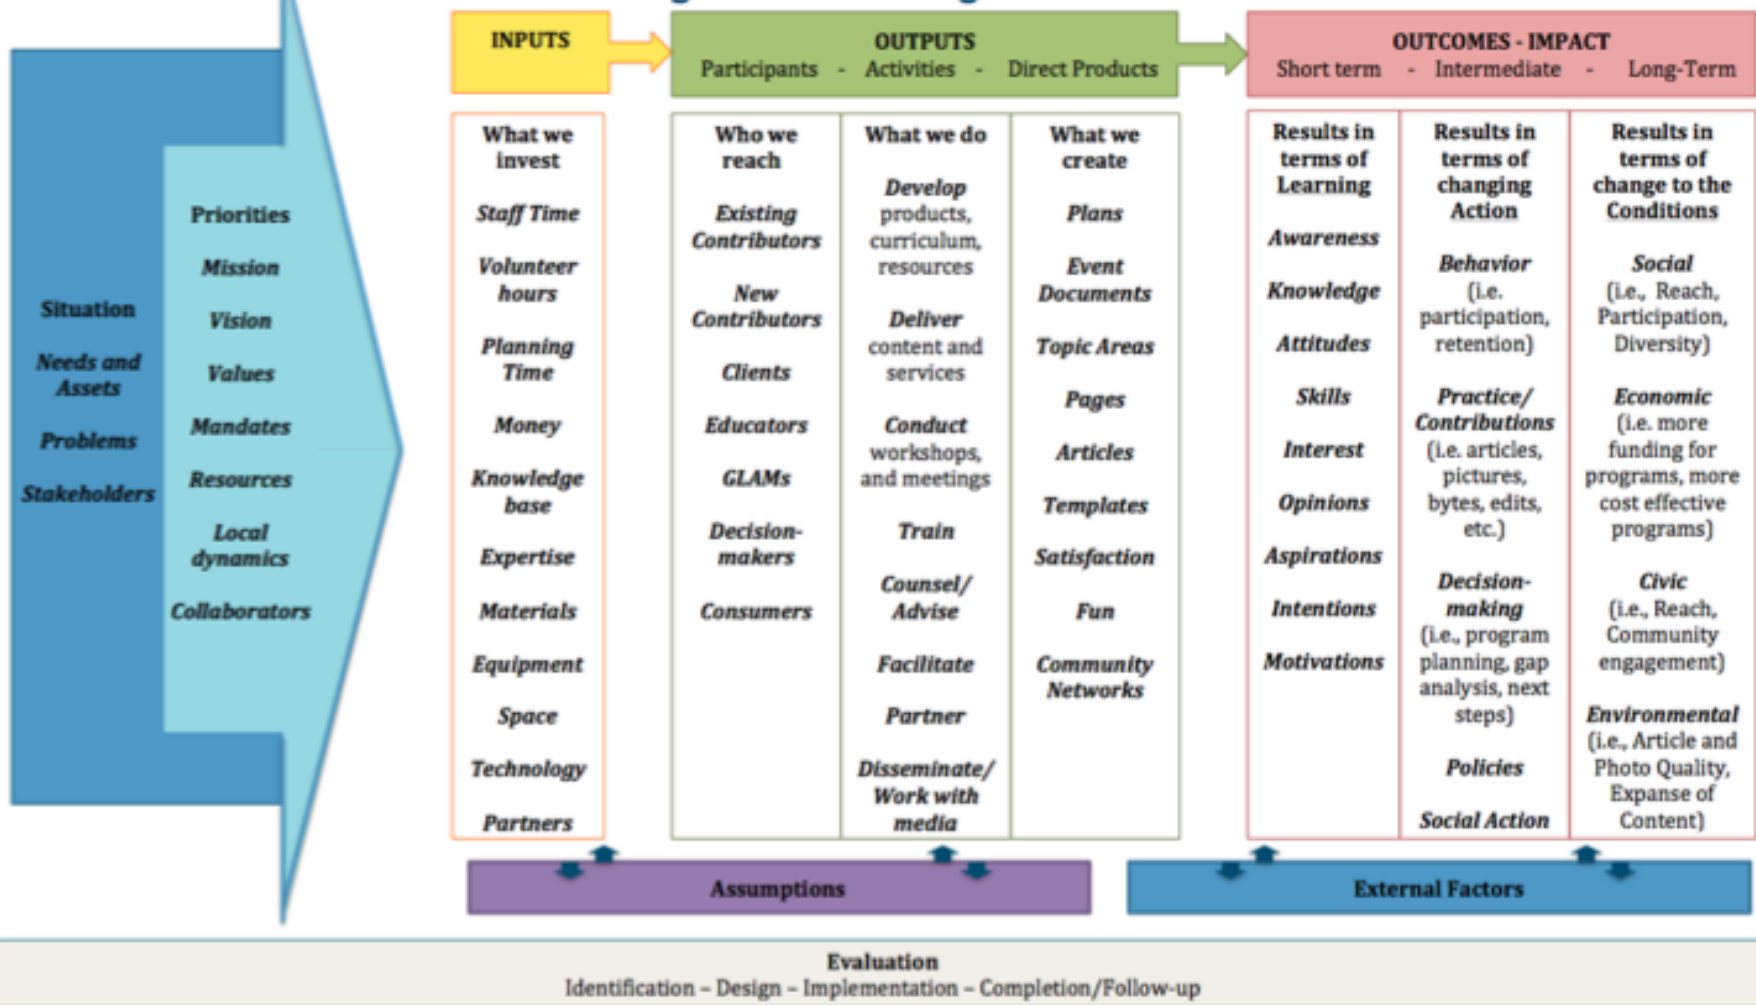 Situation
Needs and
Assets
Problems
Stakeholders
Priorities
Mission
Vision
Values
Mandates
Resources
Local
dynamics
Collaborators
INPUTS
What we
invest
Staff Time
Volunteer
hours
Planning
Time
Money
Knowledge
base
Expertise
Materials
Equipment
Space
Technology
Partners
OUTPUTS
Participants - Activities - Direct Products
Who we
reach
Existing
Contributors
New
Contributors
Clients
Educators
GLAMs
Decision-
makers
Consumers
What we do
Develop
products,
curriculum,
resources
Deliver
content and
services
Conduct
workshops,
and meetings
Train
Counsel/
Advise
Facilitate
Partner
Disseminate/
Work with
media
What we
create
Plans
Event
Documents
Topic Areas
Pages
Articles
Templates
Satisfaction
Fun
Community
Networks
OUTCOMES - IMPACT
Short term - Intermediate - Long-Term
Results in
terms of
Learning
Awareness
Knowledge
Attitudes
Skills
Interest
Opinions
Aspirations
Intentions
Motivations
Results in
terms of
changing
Action
Behavior
(i.e.
participation,
retention)
Practice/
Contributions
(i.e. articles,
pictures,
bytes, edits,
etc.)
Decision-
making
(i.e., program
planning, gap
analysis, next
steps)
Policies
Social Action
Results in
terms of
change to the
Conditions
Social
(i.e., Reach,
Participation,
Diversity)
Economic
(i.e. more
funding for
programs, more
cost effective
programs)
Civic
(i.e., Reach,
Community
engagement)
Environmental
(i.e., Article and
Photo Quality,
Expanse of
Content)
Assumptions
External Factors
Evaluation
Identification – Design – Implementation – Completion/Follow-up